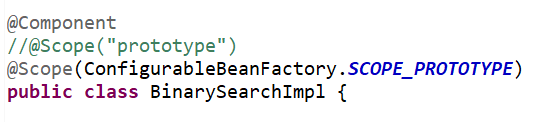 @Component
//@Scope("prototype")
@Scope(ConfigurableBeanFactory.SCOPE_PROTOTYPE)
public class BinarySearchImpl {